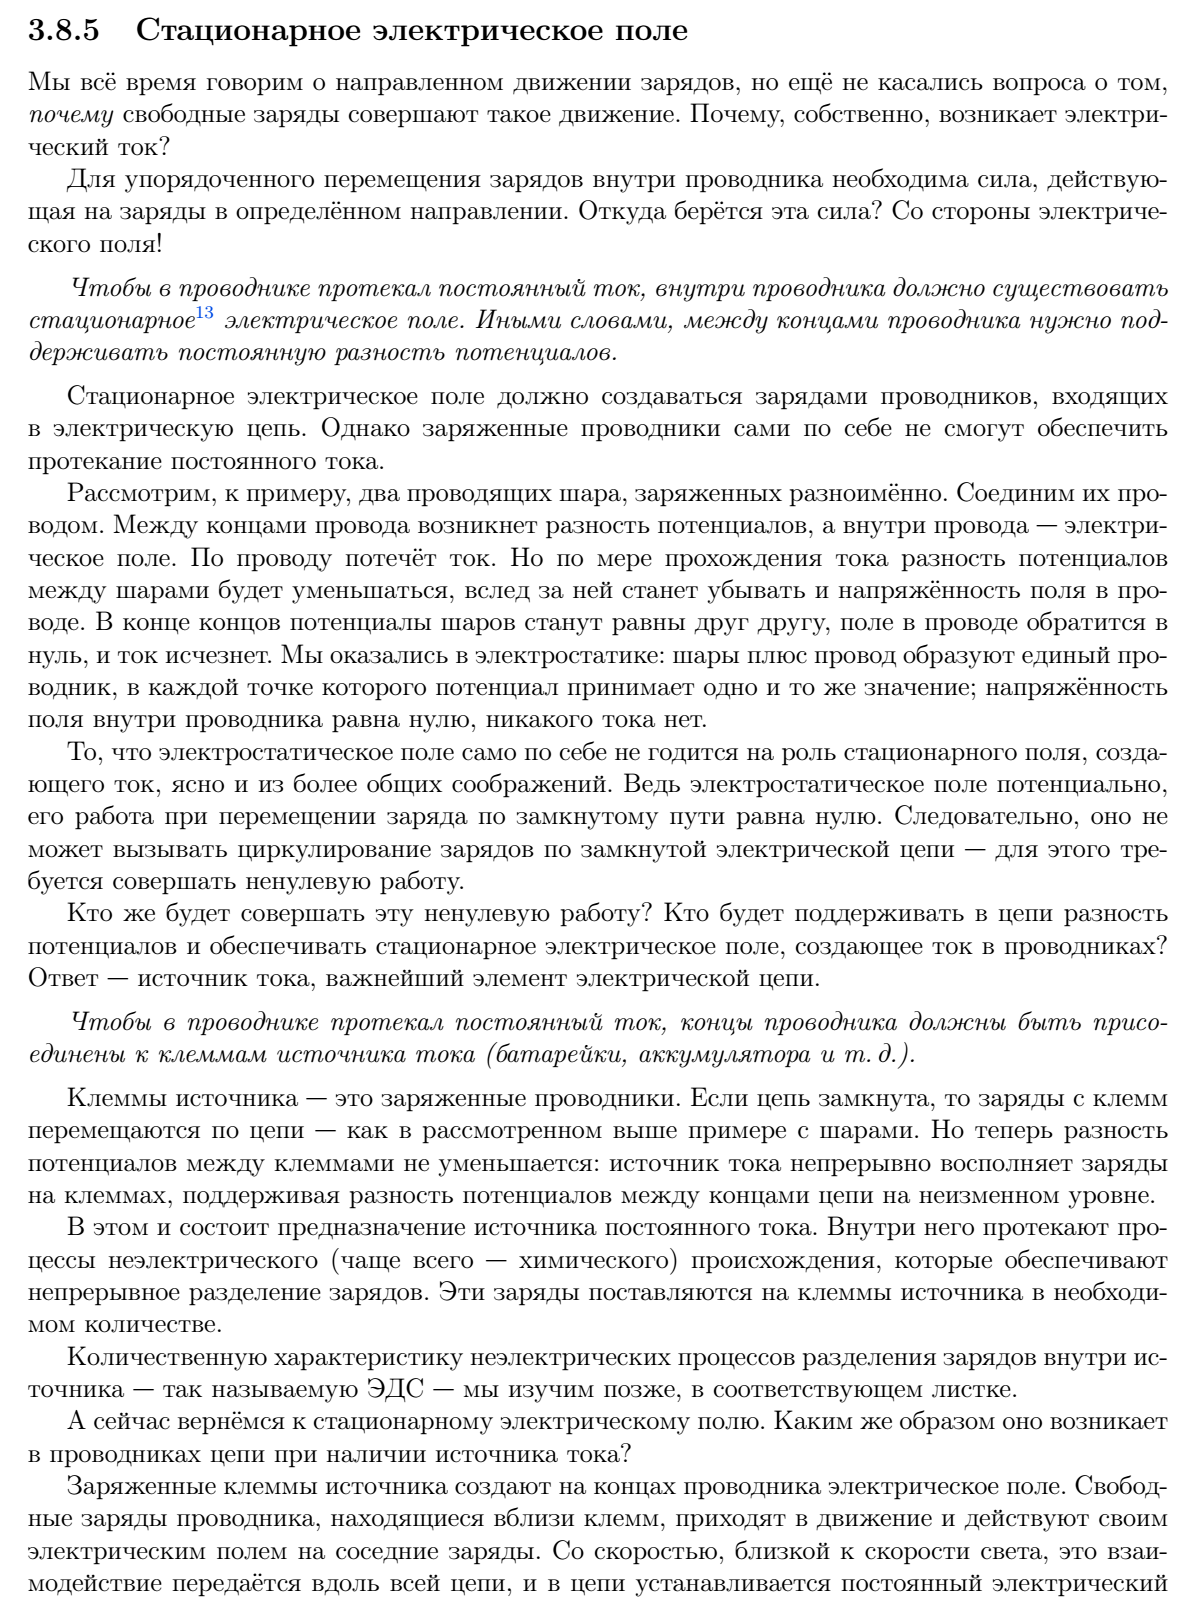 3.8.5 Стационарное электрическое поле
Мы всё время говорим о направленном движении зарядов, но ещё не касались вопроса о том,
почему свободные заряды совершают такое движение. Почему, собственно, возникает электри-
ческий ток?
Для упорядоченного перемещения зарядов внутри проводника необходима сила, действую-
щая на заряды в определённом направлении. Откуда берётся эта сила? Со стороны электриче-
ского поля!
Чтобы в проводнике протекал постоянный ток, внутри проводника должно существовать
стационарное13 электрическое поле. Иными словами, между концами проводника нужно под-
держивать постоянную разность потенциалов.
Стационарное электрическое поле должно создаваться зарядами проводников, входящих
в электрическую цепь. Однако заряженные проводники сами по себе не смогут обеспечить
протекание постоянного тока.
Рассмотрим, к примеру, два проводящих шара, заряженных разноимённо. Соединим их про-
водом. Между концами провода возникнет разность потенциалов, а внутри провода — электри-
ческое поле. По проводу потечёт ток. Но по мере прохождения тока разность потенциалов
между шарами будет уменьшаться, вслед за ней станет убывать и напряжённость поля в про-
воде. В конце концов потенциалы шаров станут равны друг другу, поле в проводе обратится в
нуль, и ток исчезнет. Мы оказались в электростатике: шары плюс провод образуют единый про-
водник, в каждой точке которого потенциал принимает одно и то же значение; напряжённость
поля внутри проводника равна нулю, никакого тока нет.
То, что электростатическое поле само по себе не годится на роль стационарного поля, созда-
ющего ток, ясно и из более общих соображений. Ведь электростатическое поле потенциально,
его работа при перемещении заряда по замкнутому пути равна нулю. Следовательно, оно не
может вызывать циркулирование зарядов по замкнутой электрической цепи — для этого тре-
буется совершать ненулевую работу.
Кто же будет совершать эту ненулевую работу? Кто будет поддерживать в цепи разность
потенциалов и обеспечивать стационарное электрическое поле, создающее ток в проводниках?
Ответ — источник тока, важнейший элемент электрической цепи.
Чтобы в проводнике протекал постоянный ток, концы проводника должны быть присо-
единены к клеммам источника тока (батарейки, аккумулятора и т. д.).
Клеммы источника — это заряженные проводники. Если цепь замкнута, то заряды с клемм
перемещаются по цепи — как в рассмотренном выше примере с шарами. Но теперь разность
потенциалов между клеммами не уменьшается: источник тока непрерывно восполняет заряды
на клеммах, поддерживая разность потенциалов между концами цепи на неизменном уровне.
В этом и состоит предназначение источника постоянного тока. Внутри него протекают про-
цессы неэлектрического (чаще всего — химического) происхождения, которые обеспечивают
непрерывное разделение зарядов. Эти заряды поставляются на клеммы источника в необходи-
мом количестве.
Количественную характеристику неэлектрических процессов разделения зарядов внутри ис-
точника — так называемую ЭДС — мы изучим позже, в соответствующем листке.
А сейчас вернёмся к стационарному электрическому полю. Каким же образом оно возникает
в проводниках цепи при наличии источника тока?
Заряженные клеммы источника создают на концах проводника электрическое поле. Свобод-
ные заряды проводника, находящиеся вблизи клемм, приходят в движение и действуют своим
электрическим полем на соседние заряды. Со скоростью, близкой к скорости света, это взаи-
модействие передаётся вдоль всей цепи, и в цепи устанавливается постоянный электрический